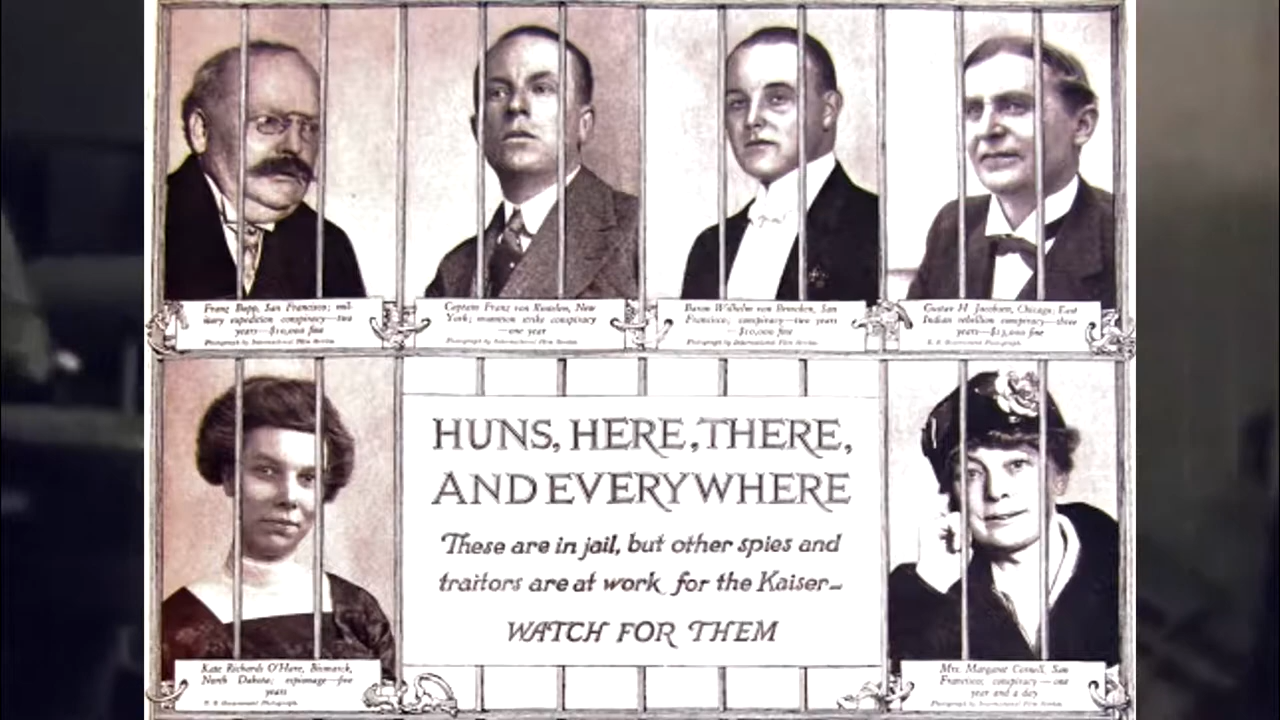 Franz Bopp, San Francisco; mil-
itary expedition conspiracy—two
years—$10,000 fine
Photograph by International Film Service.
Captain Franz von Rintelen, New
York; munition strike conspiracy
—one year
Photograph by International Film Service.
Baron Wilhelm von Brincken, San
Francisco, conspiracy—two years
—$10,000 fine
Photograph by International Film Service.
Gustav H. Jacobsen, Chicago; East
Indian rebellion conspiracy—three
years—$13,000 fine
U. S. Government Photograph.
HUNS, HERE, THERE,
AND EVERYWHERE
These are in jail, but other spies and
traitors are at work for the Kaiser—
WATCH FOR THEM
Kate Richards O'Hare, Bismarck,
North Dakota; espionage—five
years
U. S. Government Photograph.
Mrs. Margaret Cornell, San
Francisco; conspiracy—one
year and a day
Photograph by International Film Service.